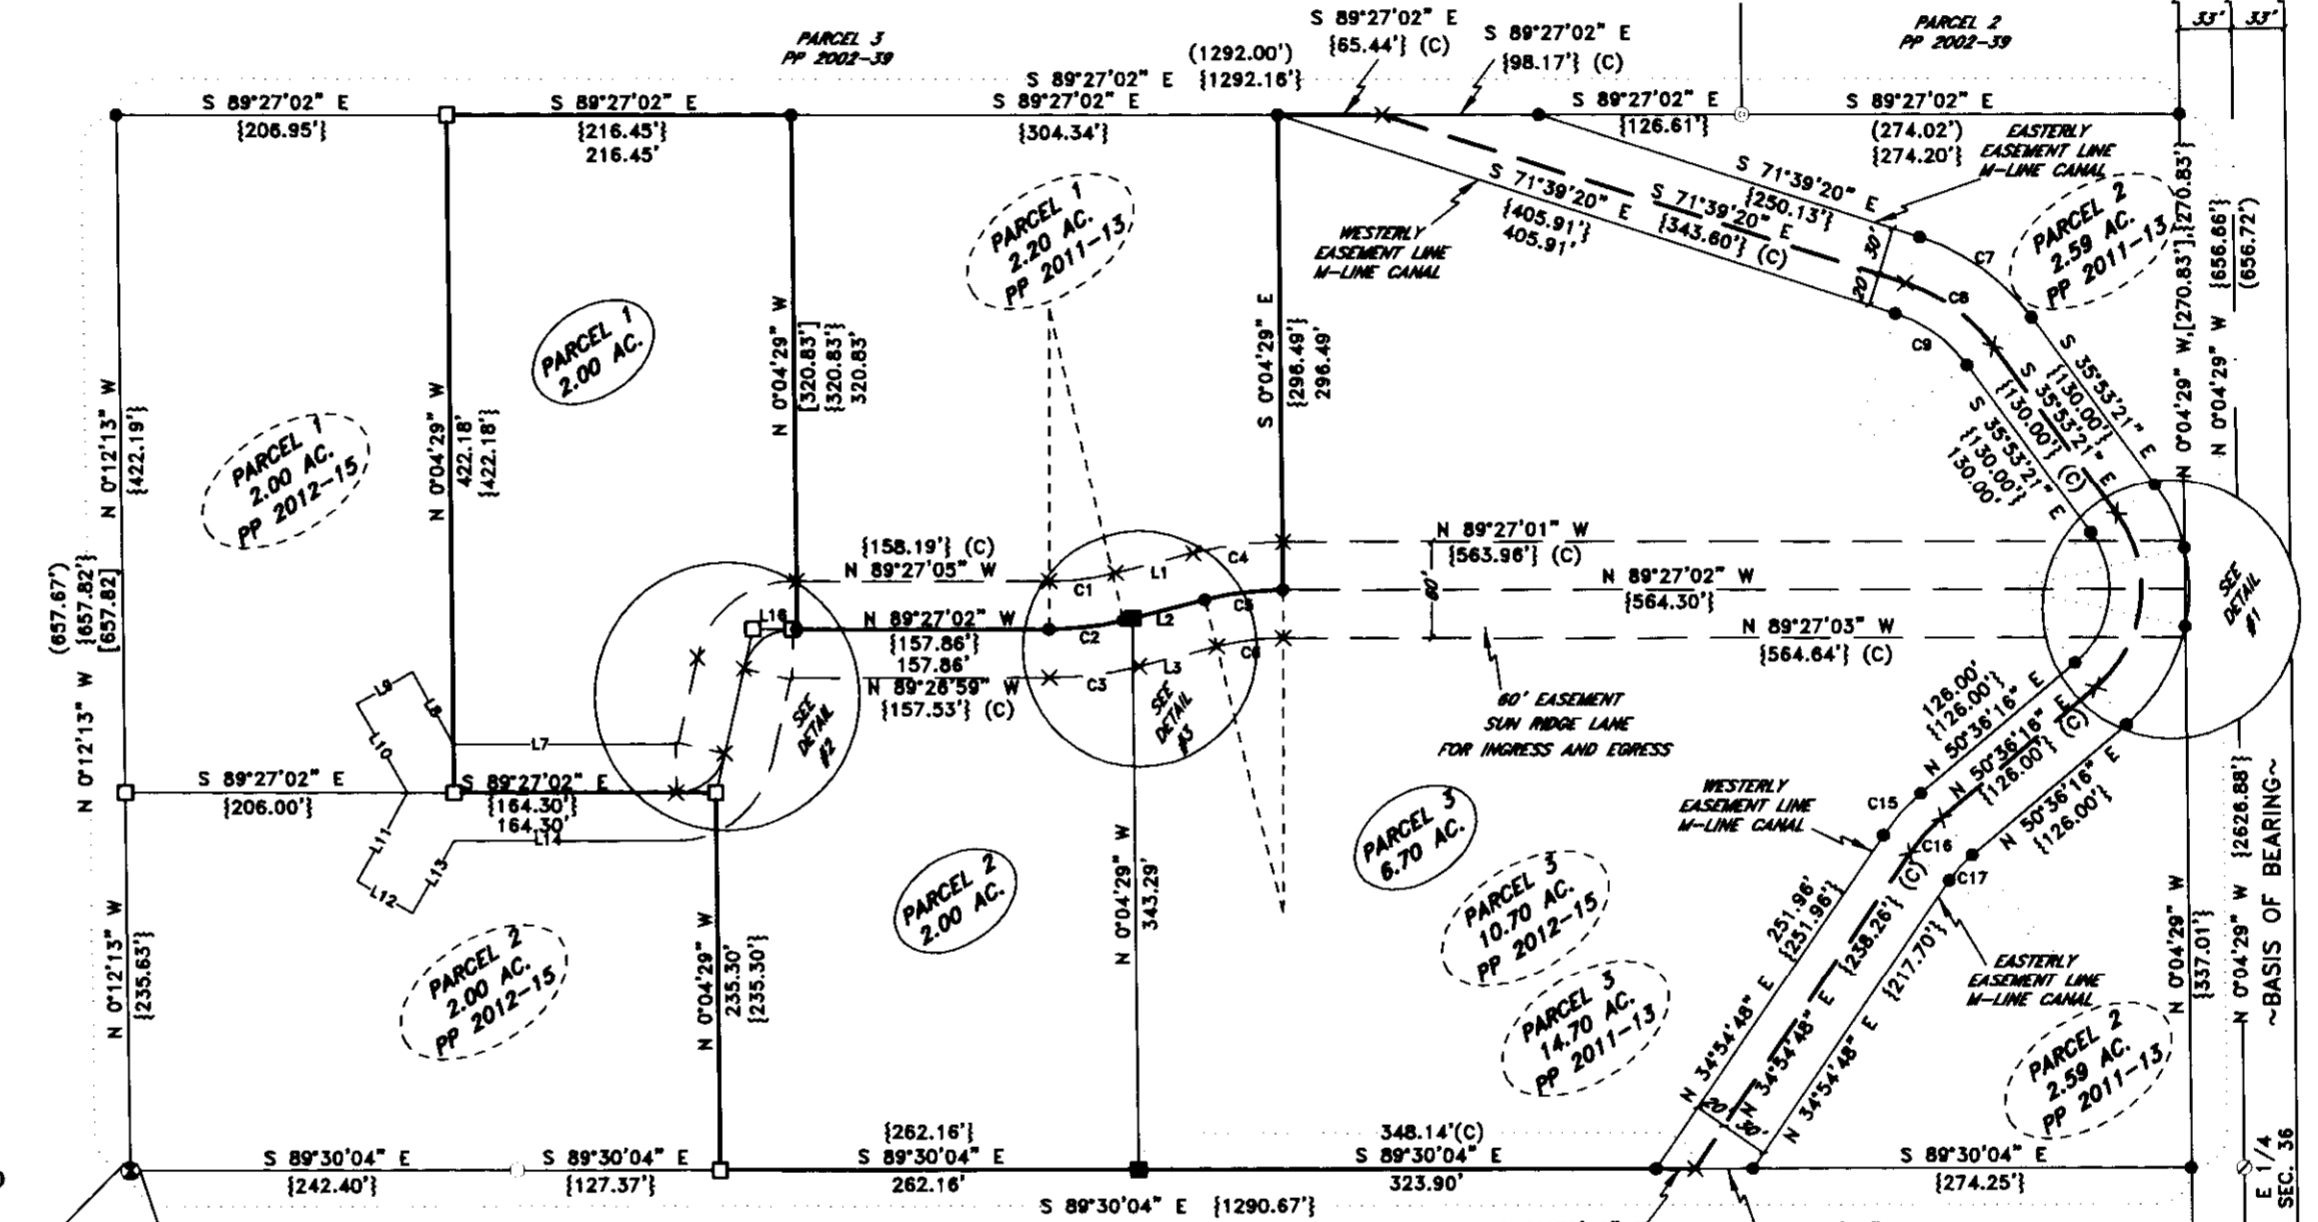 PARCEL 3
PP 2002-39
(1292.00')
S 89°27'02" E {1292.16'}
S 89°27'02" E
{65.44'} (C)
S 89°27'02" E
{98.17'} (C)
PARCEL 2
PP 2002-39
33' 33'
S 89°27'02" E
{206.95'}
S 89°27'02" E
{216.45'}
216.45'
S 89°27'02" E
{304.34'}
S 89°27'02" E
{126.61'}
S 89°27'02" E
(274.02')
{274.20'}
EASTERLY
EASEMENT LINE
M-LINE CANAL
S 71°39'20" E
{250.13'}
S 71°39'20" E
{343.60'} (C)
S 71°39'20" E
{405.91'}
405.91'
WESTERLY
EASEMENT LINE
M-LINE CANAL
30'
20'
C7
C8
C9
PARCEL 2
2.59 AC.
PP 2011-13
N 0°04'29" W,[270.83'],{270.83'}
N 0°04'29" W {656.66'}
(656.72')
PARCEL 1
2.20 AC.
PP 2011-13
PARCEL 1
2.00 AC.
PARCEL 1
2.00 AC.
PP 2012-15
N 0°12'13" W
{422.19'}
N 0°04'29" W
422.18'
{422.18'}
N 0°04'29" W
[320.83']
{320.83'}
320.83'
S 0°04'29" E
{296.49'}
296.49'
S 35°53'21" E
{130.00'}
S 35°53'21" E
{130.00'} (C)
S 35°53'21" E
{130.00'}
130.00'
(657.67')
{657.82'}
[657.82]
N 0°12'13" W
{158.19'} (C)
N 89°27'05" W
C1
L1
C4
N 89°27'01" W
{563.96'} (C)
60'
N 89°27'02" W
{564.30'}
N 89°27'03" W
{564.64'} (C)
SEE
DETAIL
#1
L16
N 89°27'02" W
{157.86'}
157.86'
C2
L2
C5
N 89°26'59" W
{157.53'} (C)
C3
L3
C6
SEE
DETAIL
#2
SEE
DETAIL
#3
60' EASEMENT
SUN RIDGE LANE
FOR INGRESS AND EGRESS
L9
L8
L10
L7
L11
L12
L13
L14
S 89°27'02" E
{206.00'}
S 89°27'02" E
{164.30'}
164.30'
126.00'
{126.00'}
N 50°36'16" E
N 50°36'16" E
{126.00'} (C)
N 50°36'16" E
{126.00'}
WESTERLY
EASEMENT LINE
M-LINE CANAL
C15
C16
C17
PARCEL 3
6.70 AC.
PARCEL 3
10.70 AC.
PP 2012-15
PARCEL 3
14.70 AC.
PP 2011-13
PARCEL 2
2.00 AC.
PARCEL 2
2.00 AC.
PP 2012-15
N 0°12'13" W
{235.63'}
N 0°04'29" W
235.30'
{235.30'}
N 0°04'29" W
343.29'
251.96'
{251.96'}
N 34°54'48" E
{238.26'} (C)
N 34°54'48" E
{217.70'}
N 34°54'48" E
20'
30'
EASTERLY
EASEMENT LINE
M-LINE CANAL
PARCEL 2
2.59 AC.
PP 2011-13
N 0°04'29" W
{337.01'}
N 0°04'29" W {2626.88'}
~BASIS OF BEARING~
S 89°30'04" E
{242.40'}
S 89°30'04" E
{127.37'}
{262.16'}
S 89°30'04" E
262.16'
348.14'(C)
S 89°30'04" E
323.90'
S 89°30'04" E
{274.25'}
S 89°30'04" E {1290.67'}
E 1/4
SEC. 36